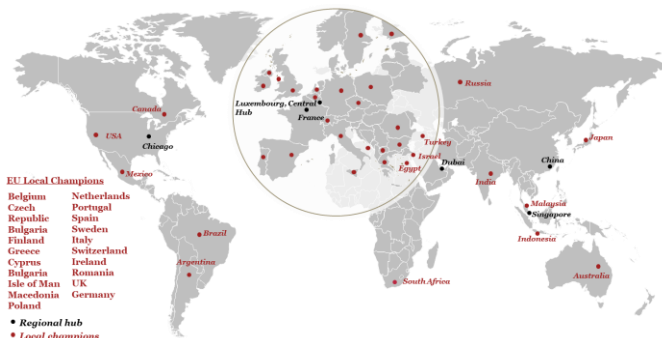 Russia
Canada
Luxembourg, Central
Hub
France
USA
Chicago
Turkey
Japan
Israel
Dubai
China
Egypt
Mexico
India
EU Local Champions
Belgium Netherlands
Czech Portugal
Republic Spain
Bulgaria Sweden
Finland Italy
Greece Switzerland
Cyprus Ireland
Bulgaria Romania
Isle of Man UK
Macedonia Germany
Poland
Malaysia
Singapore
Brazil
Indonesia
Argentina
Australia
South Africa
Regional hub
Local champions